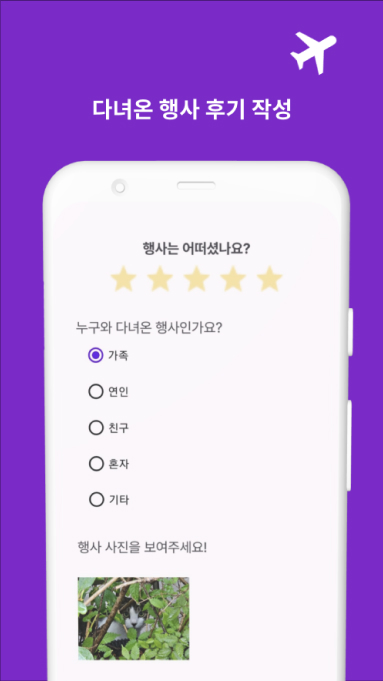 다녀온 행사 후기 작성
행사는 어떠셨나요?
누구와 다녀온 행사인가요?
가족
연인
친구
혼자
기타
행사 사진을 보여주세요!